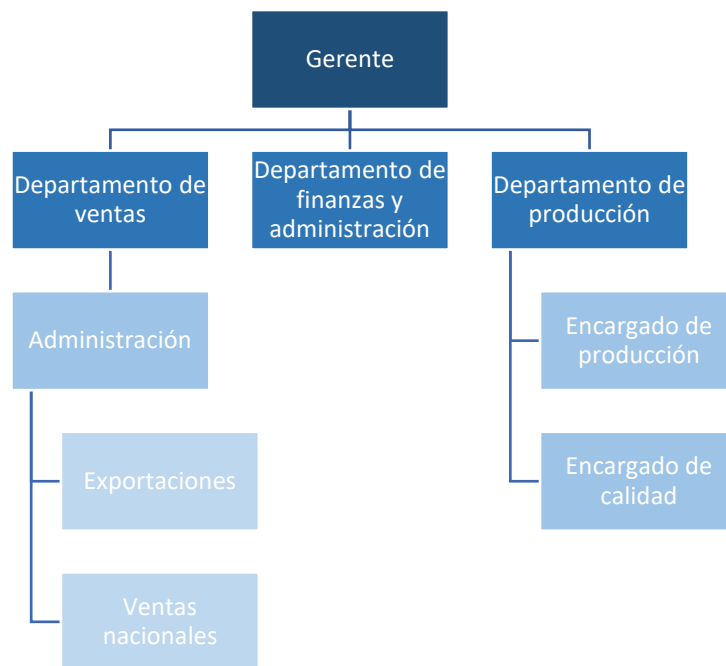 Gerente
Departamento de
ventas
Departamento de
finanzas y
administración
Departamento de
producción
Administración
Encargado de
producción
Exportaciones
Encargado de
calidad
Ventas
nacionales